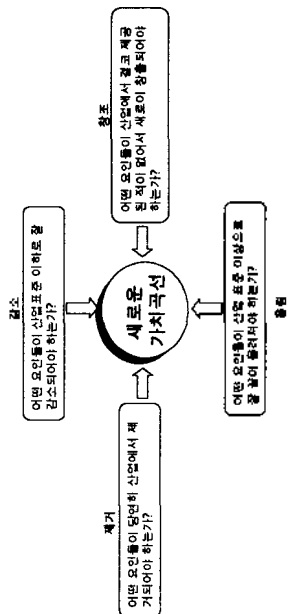 감소
어떤 요인들이 산업표준 이하로 잘
감소되어야 하는가?
제거
어떤 요인들이 당연히 산업에서 제
거되어야 하는가?
새로운
가치곡선
창조
어떤 요인들이 산업에서 결코 제공
된 적이 없어서 새로이 창출되어야
하는가?
어떤 요인들이 산업 표준 이상으로
잘 끌어 올려져야 하는가?
올림